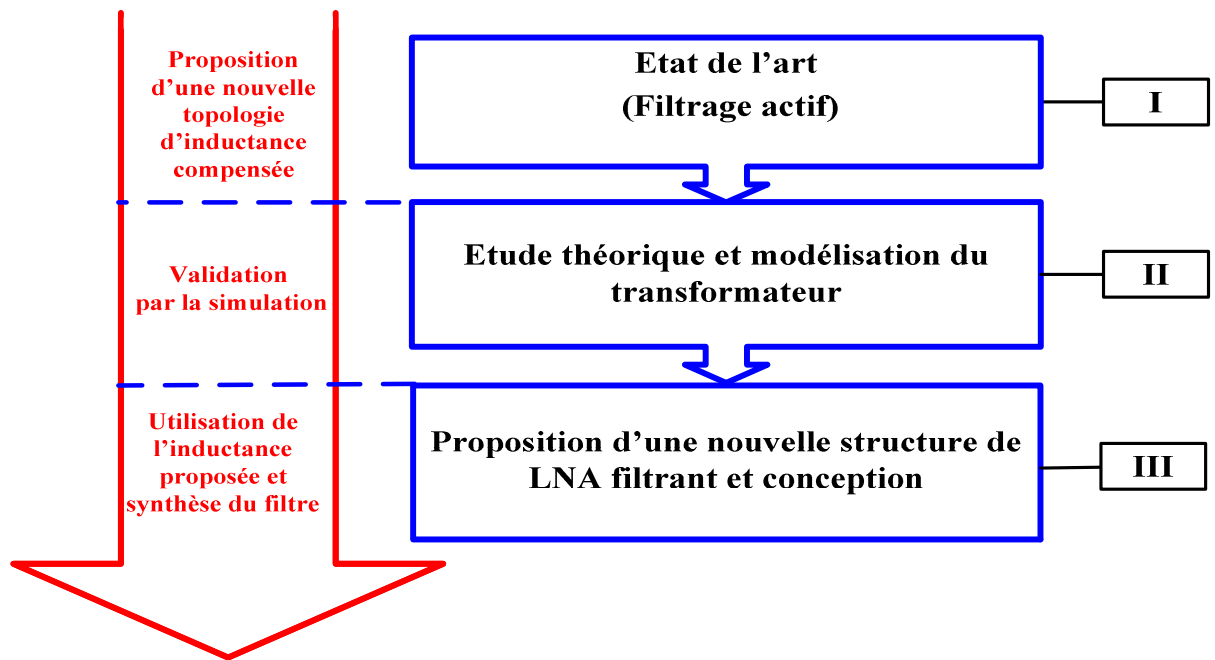 Proposition
d’une nouvelle
topologie
d’inductance
compensée
Etat de l’art
(Filtrage actif)
I
Validation
par la simulation
Etude théorique et modélisation du
transformateur
II
Utilisation de
l’inductance
proposée et
synthèse du filtre
Proposition d’une nouvelle structure de
LNA filtrant et conception
III